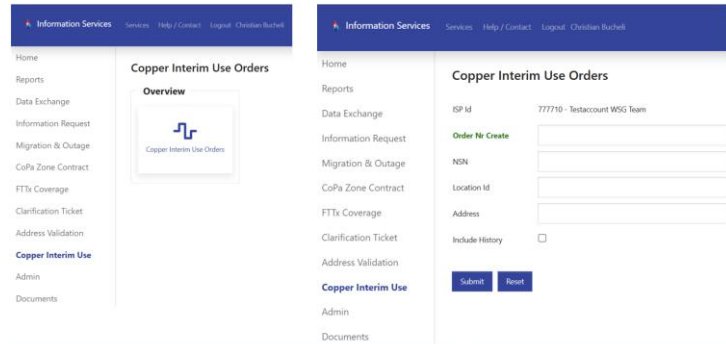 Information Services
Services Help / Contact Logout Christian Bucheli
Home
Reports
Data Exchange
Information Request
Migration & Outage
CoPa Zone Contract
FTTx Coverage
Clarification Ticket
Address Validation
Copper Interim Use
Admin
Documents
Copper Interim Use Orders
Overview
Copper Interim Use Orders
Information Services
Services Help / Contact Logout Christian Bucheli
Home
Reports
Data Exchange
Information Request
Migration & Outage
CoPa Zone Contract
FTTx Coverage
Clarification Ticket
Address Validation
Copper Interim Use
Admin
Documents
Copper Interim Use Orders
ISP Id 777710 - Testaccount WSG Team
Order Nr Create
NSN
Location Id
Address
Include History
Submit Reset